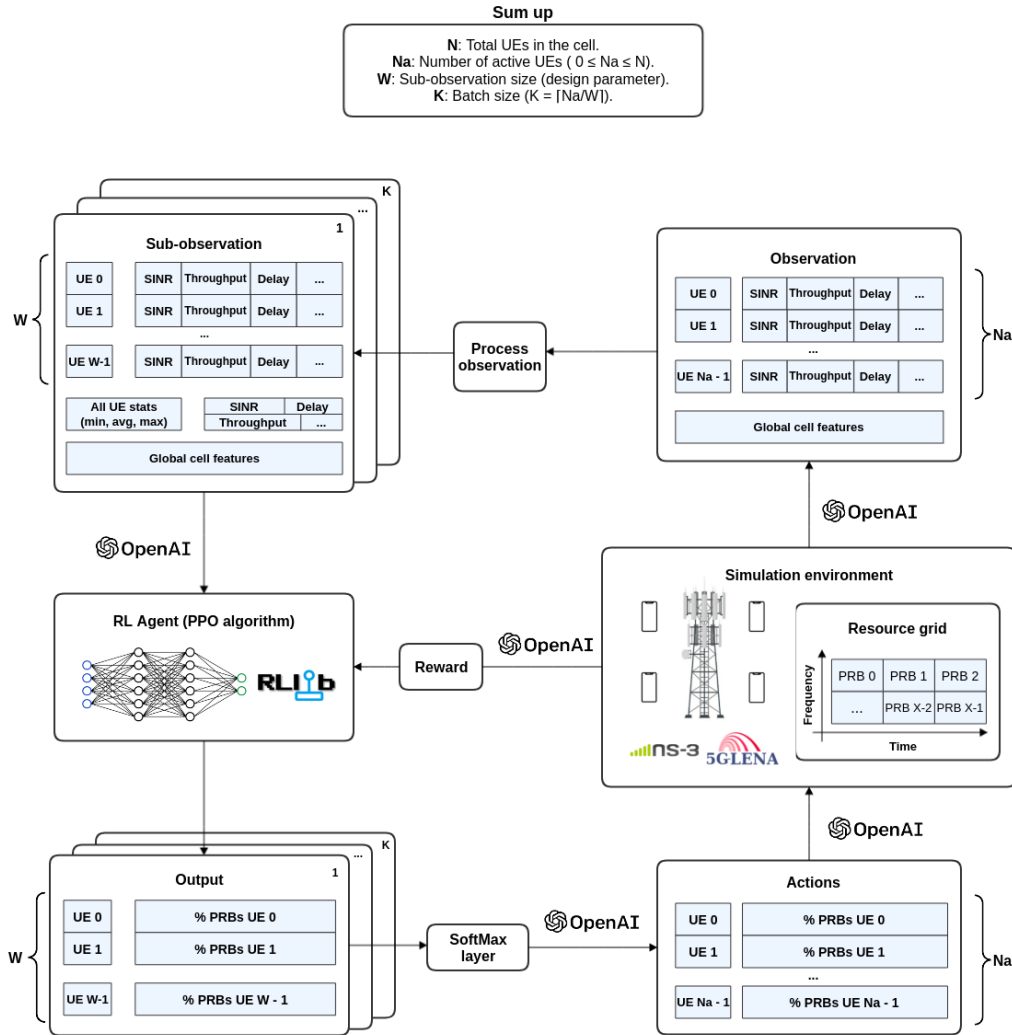 Sum up
N: Total UEs in the cell.
Na: Number of active UEs ( 0 ≤ Na ≤ N).
W: Sub-observation size (design parameter).
K: Batch size (K = ⌈Na/W⌉).
K
...
1
Sub-observation
W
UE 0 SINR Throughput Delay ...
UE 1 SINR Throughput Delay ...
...
UE W-1 SINR Throughput Delay ...
All UE stats
(min, avg, max)
SINR Delay
Throughput ...
Global cell features
Process
observation
Observation
UE 0 SINR Throughput Delay ...
UE 1 SINR Throughput Delay ...
...
UE Na - 1 SINR Throughput Delay ...
Na
Global cell features
OpenAI
OpenAI
RL Agent (PPO algorithm)
RLlib
Reward
OpenAI
Simulation environment
ns-3
5G-LENA
Resource grid
Frequency
PRB 0 PRB 1 PRB 2
... PRB X-2 PRB X-1
Time
OpenAI
K
...
1
Output
W
UE 0 % PRBs UE 0
UE 1 % PRBs UE 1
UE W-1 % PRBs UE W - 1
SoftMax
layer
OpenAI
Actions
UE 0 % PRBs UE 0
UE 1 % PRBs UE 1
...
UE Na - 1 % PRBs UE Na - 1
Na